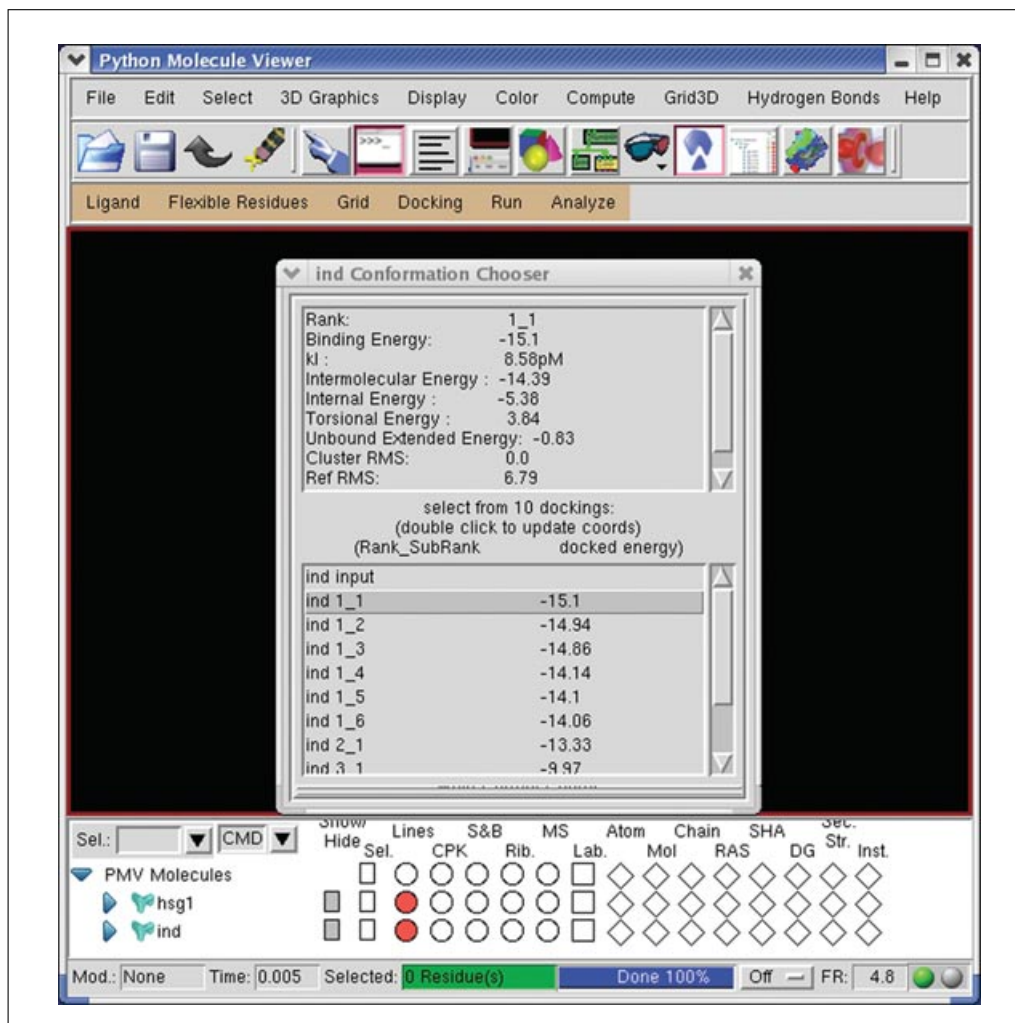 Python Molecule Viewer
File Edit Select 3D Graphics Display Color Compute Grid3D Hydrogen Bonds Help
>>>_
Ligand Flexible Residues Grid Docking Run Analyze
ind Conformation Chooser
Rank: 1_1
Binding Energy: -15.1
kI : 8.58pM
Intermolecular Energy : -14.39
Internal Energy : -5.38
Torsional Energy : 3.84
Unbound Extended Energy: -0.83
Cluster RMS: 0.0
Ref RMS: 6.79
select from 10 dockings:
(double click to update coords)
(Rank_SubRank docked energy)
ind input
ind 1_1 -15.1
ind 1_2 -14.94
ind 1_3 -14.86
ind 1_4 -14.14
ind 1_5 -14.1
ind 1_6 -14.06
ind 2_1 -13.33
ind 3_1 -9.97
Sel.: CMD Show/ Lines S&B MS Atom Chain SHA Sec.
Hide Sel. CPK Rib. Lab. Mol RAS DG Str. Inst.
PMV Molecules
hsg1
ind
Mod.: None Time: 0.005 Selected: 0 Residue(s) Done 100% Off FR: 4.8